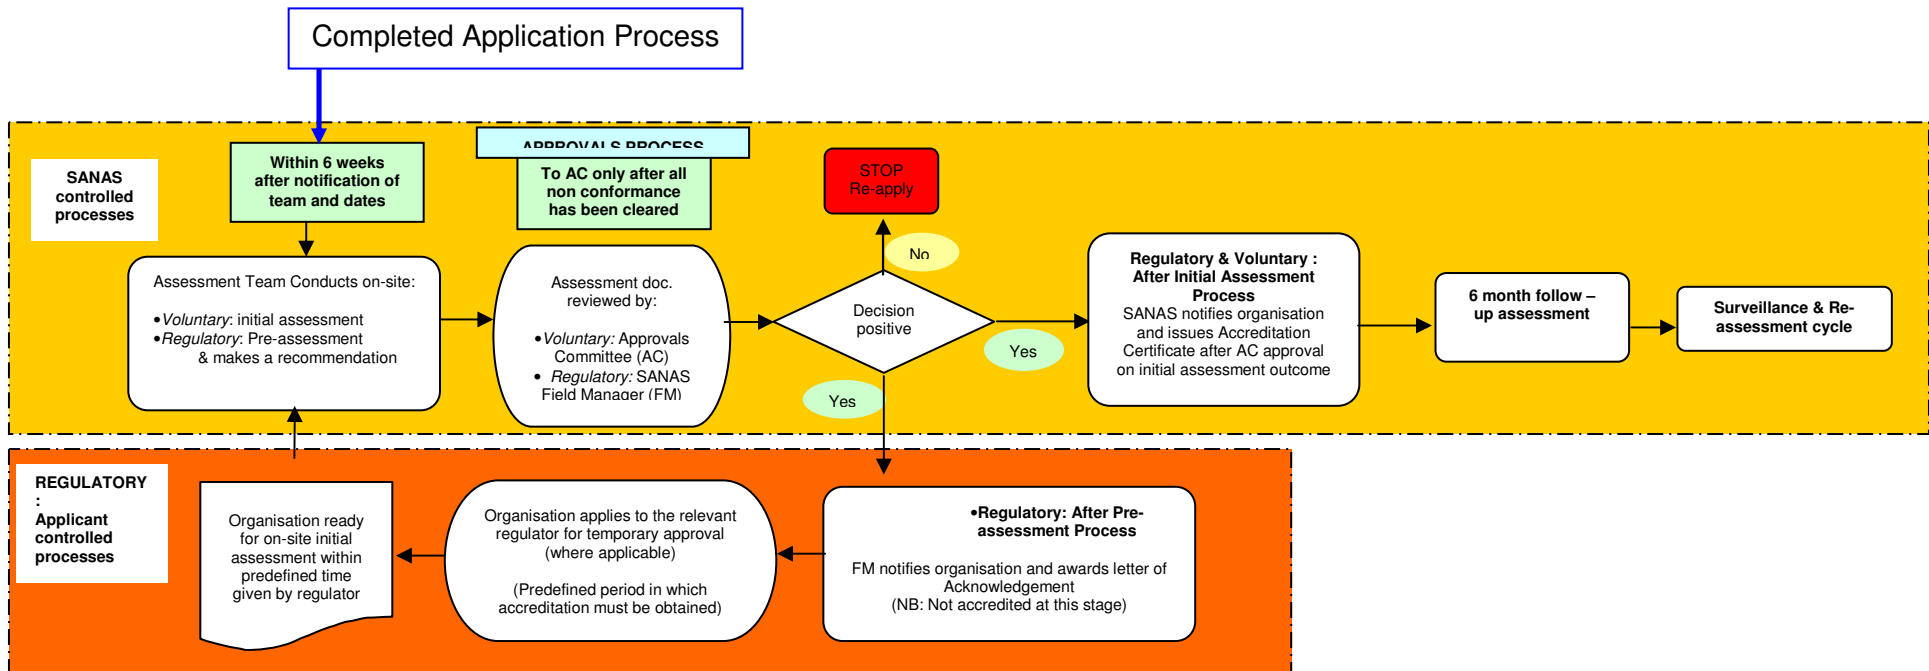 Completed Application Process
SANAS
controlled
processes
Within 6 weeks
after notification of
team and dates
APPROVALS PROCESS
To AC only after all
non conformance
has been cleared
STOP
Re-apply
No
Assessment Team Conducts on-site:
•Voluntary: initial assessment
•Regulatory: Pre-assessment
& makes a recommendation
Assessment doc.
reviewed by:
•Voluntary: Approvals
Committee (AC)
• Regulatory: SANAS
Field Manager (FM)
Decision
positive
Yes
Yes
Regulatory & Voluntary :
After Initial Assessment
Process
SANAS notifies organisation
and issues Accreditation
Certificate after AC approval
on initial assessment outcome
6 month follow –
up assessment
Surveillance & Re-
assessment cycle
REGULATORY
:
Applicant
controlled
processes
Organisation ready
for on-site initial
assessment within
predefined time
given by regulator
Organisation applies to the relevant
regulator for temporary approval
(where applicable)
(Predefined period in which
accreditation must be obtained)
•Regulatory: After Pre-
assessment Process
FM notifies organisation and awards letter of
Acknowledgement
(NB: Not accredited at this stage)